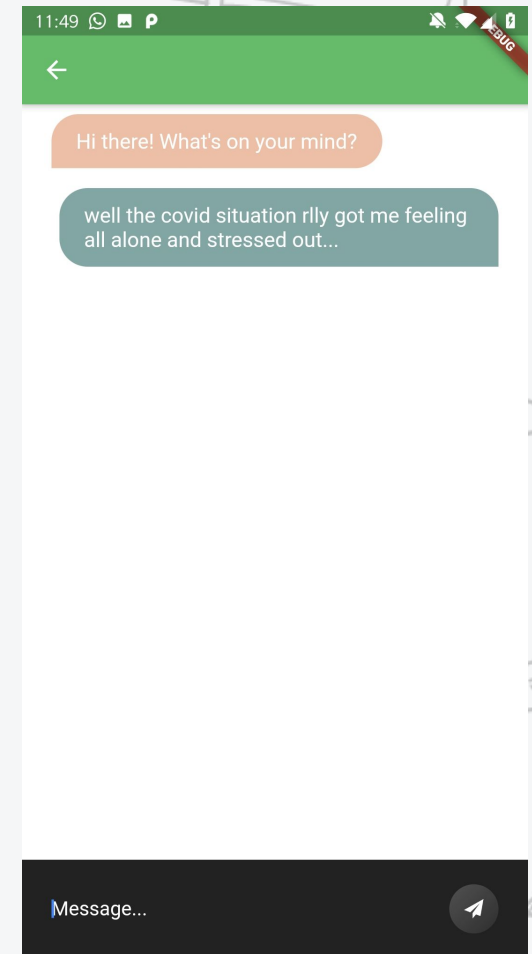 11:49
EBUG
Hi there! What's on your mind?
well the covid situation rlly got me feeling
all alone and stressed out...
Message...